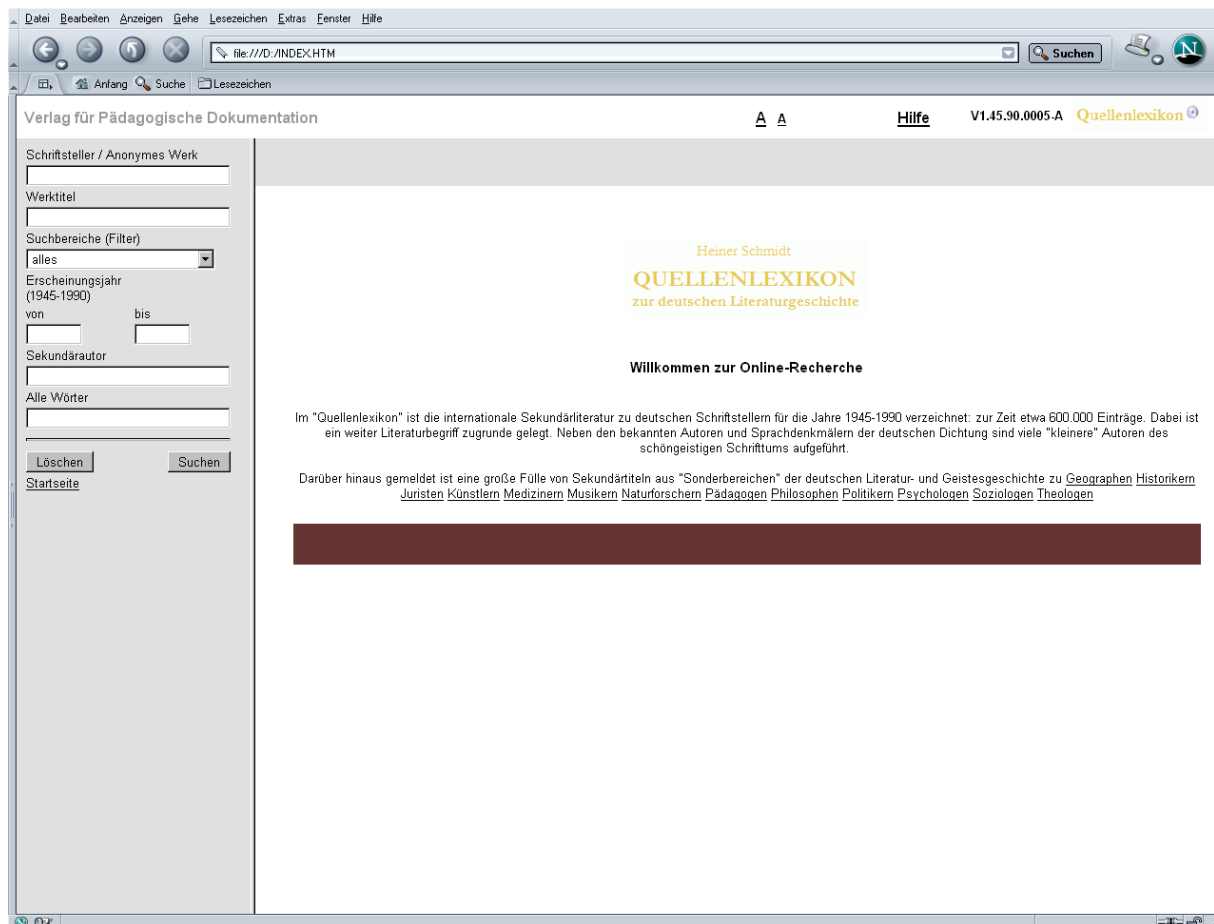 Datei Bearbeiten Anzeigen Gehe Lesezeichen Extras Fenster Hilfe
file:///D:/INDEX.HTM
Suchen
N
Anfang Suche Lesezeichen
Verlag für Pädagogische Dokumentation
A A
Hilfe
V1.45.90.0005-A
Quellenlexikon
Schriftsteller / Anonymes Werk
Werktitel
Suchbereiche (Filter)
alles
Erscheinungsjahr
(1945-1990)
von bis
Sekundärautor
Alle Wörter
Löschen Suchen
Startseite
Heiner Schmidt
QUELLENLEXIKON
zur deutschen Literaturgeschichte
Willkommen zur Online-Recherche
Im "Quellenlexikon" ist die internationale Sekundärliteratur zu deutschen Schriftstellern für die Jahre 1945-1990 verzeichnet: zur Zeit etwa 600.000 Einträge. Dabei ist
ein weiter Literaturbegriff zugrunde gelegt. Neben den bekannten Autoren und Sprachdenkmälern der deutschen Dichtung sind viele "kleinere" Autoren des
schöngeistigen Schrifttums aufgeführt.
Darüber hinaus gemeldet ist eine große Fülle von Sekundärtiteln aus "Sonderbereichen" der deutschen Literatur- und Geistesgeschichte zu Geographen Historikern
Juristen Künstlern Medizinern Musikern Naturforschern Pädagogen Philosophen Politikern Psychologen Soziologen Theologen